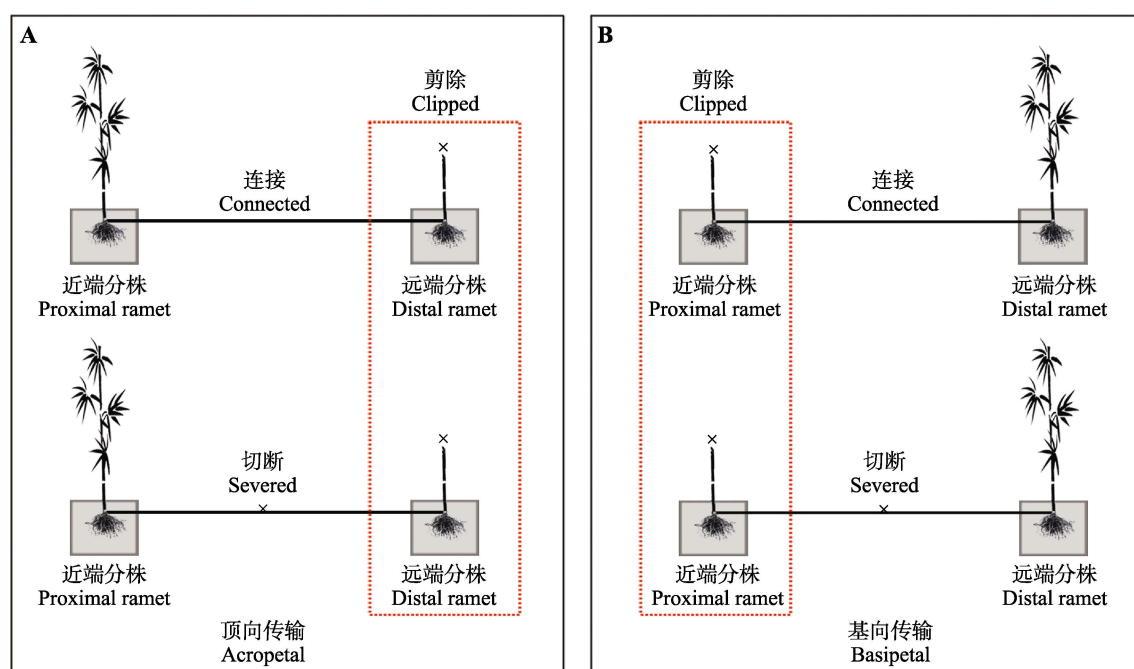 A
剪除
Clipped
连接
Connected
近端分株
Proximal ramet
远端分株
Distal ramet
切断
Severed
近端分株
Proximal ramet
远端分株
Distal ramet
顶向传输
Acropetal
B
剪除
Clipped
连接
Connected
近端分株
Proximal ramet
远端分株
Distal ramet
切断
Severed
近端分株
Proximal ramet
远端分株
Distal ramet
基向传输
Basipetal